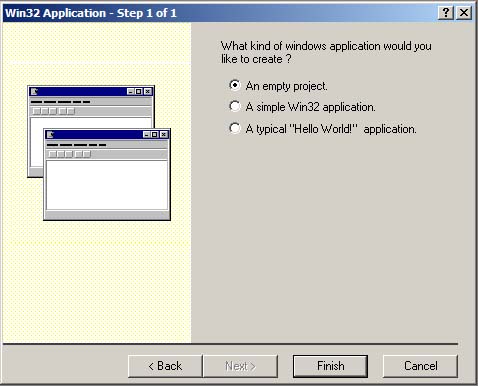 Win32 Application - Step 1 of 1
What kind of windows application would you
like to create ?
An empty project.
A simple Win32 application.
A typical "Hello World!" application.
< Back
Next >
Finish
Cancel